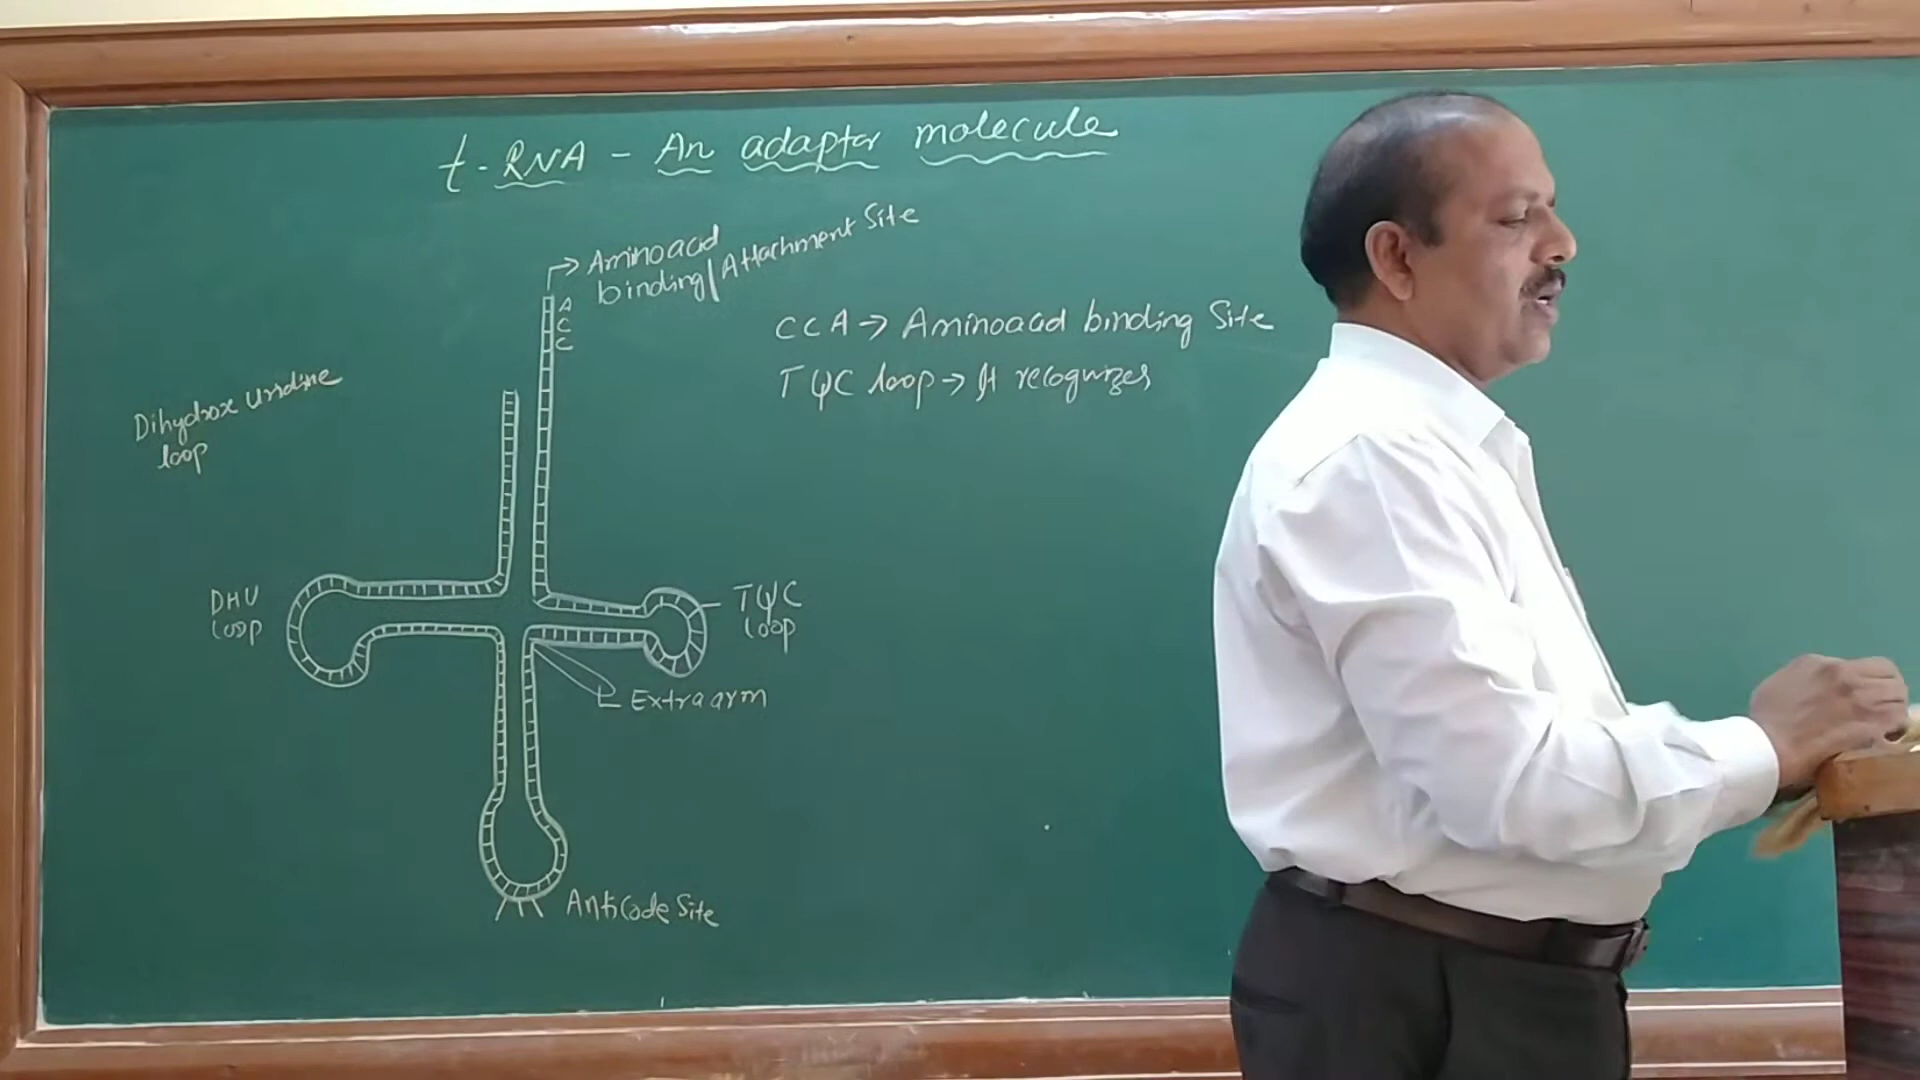 t-RNA - An adapter molecule
Aminoacid
binding/Attachment Site
A
C
C
CCA → Aminoacid binding Site
TψC loop → It recognizes
Dihydrox Uridine
loop
DHU
loop
TψC
loop
Extra arm
Anticode Site